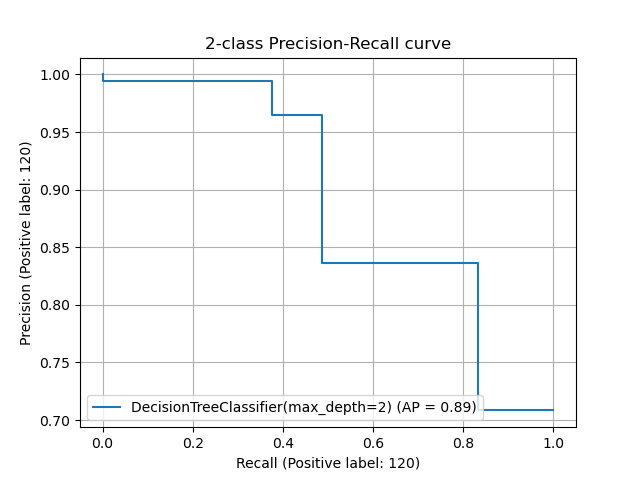 2-class Precision-Recall curve
1.00
0.95
0.90
0.85
0.80
0.75
0.70
Precision (Positive label: 120)
DecisionTreeClassifier(max_depth=2) (AP = 0.89)
0.0 0.2 0.4 0.6 0.8 1.0
Recall (Positive label: 120)